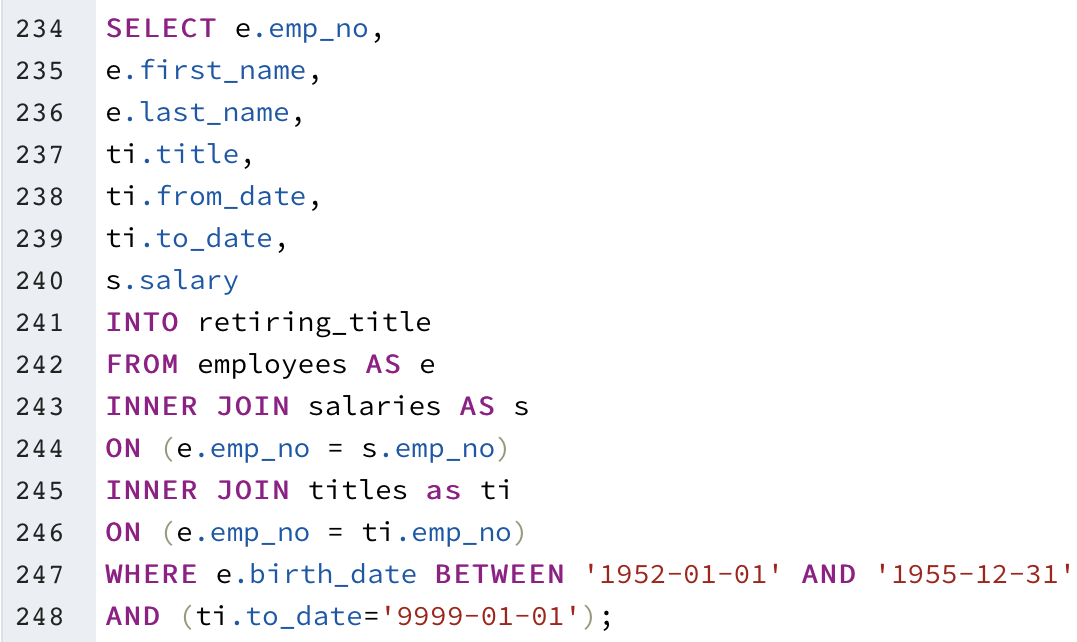 234 SELECT e.emp_no,
235 e.first_name,
236 e.last_name,
237 ti.title,
238 ti.from_date,
239 ti.to_date,
240 s.salary
241 INTO retiring_title
242 FROM employees AS e
243 INNER JOIN salaries AS s
244 ON (e.emp_no = s.emp_no)
245 INNER JOIN titles as ti
246 ON (e.emp_no = ti.emp_no)
247 WHERE e.birth_date BETWEEN '1952-01-01' AND '1955-12-31'
248 AND (ti.to_date='9999-01-01');